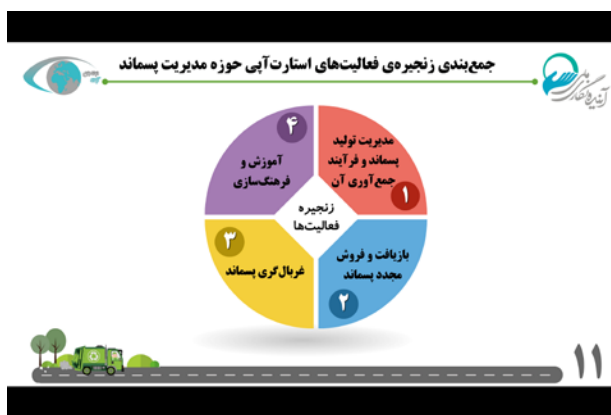 جمع‌بندی زنجیره‌ی فعالیت‌های استارت‌آپی حوزه مدیریت پسماند
مدیریت تولید
پسماند و فرآیند
جمع‌آوری آن
۱
بازیافت و فروش
مجدد پسماند
۲
غربال‌گری پسماند
۳
آموزش و
فرهنگ‌سازی
۴
زنجیره
فعالیت‌ها
۱۱